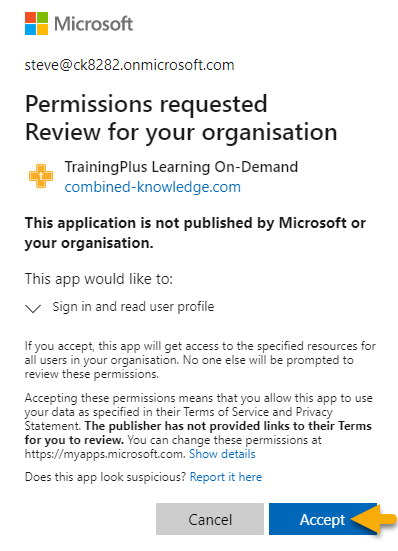 Microsoft
steve@ck8282.onmicrosoft.com
Permissions requested
Review for your organisation
TrainingPlus Learning On-Demand
combined-knowledge.com
This application is not published by Microsoft or
your organisation.
This app would like to:
Sign in and read user profile
If you accept, this app will get access to the specified resources for
all users in your organisation. No one else will be prompted to
review these permissions.
Accepting these permissions means that you allow this app to use
your data as specified in their Terms of Service and Privacy
Statement. The publisher has not provided links to their Terms
for you to review. You can change these permissions at
https://myapps.microsoft.com. Show details
Does this app look suspicious? Report it here
Cancel Accept